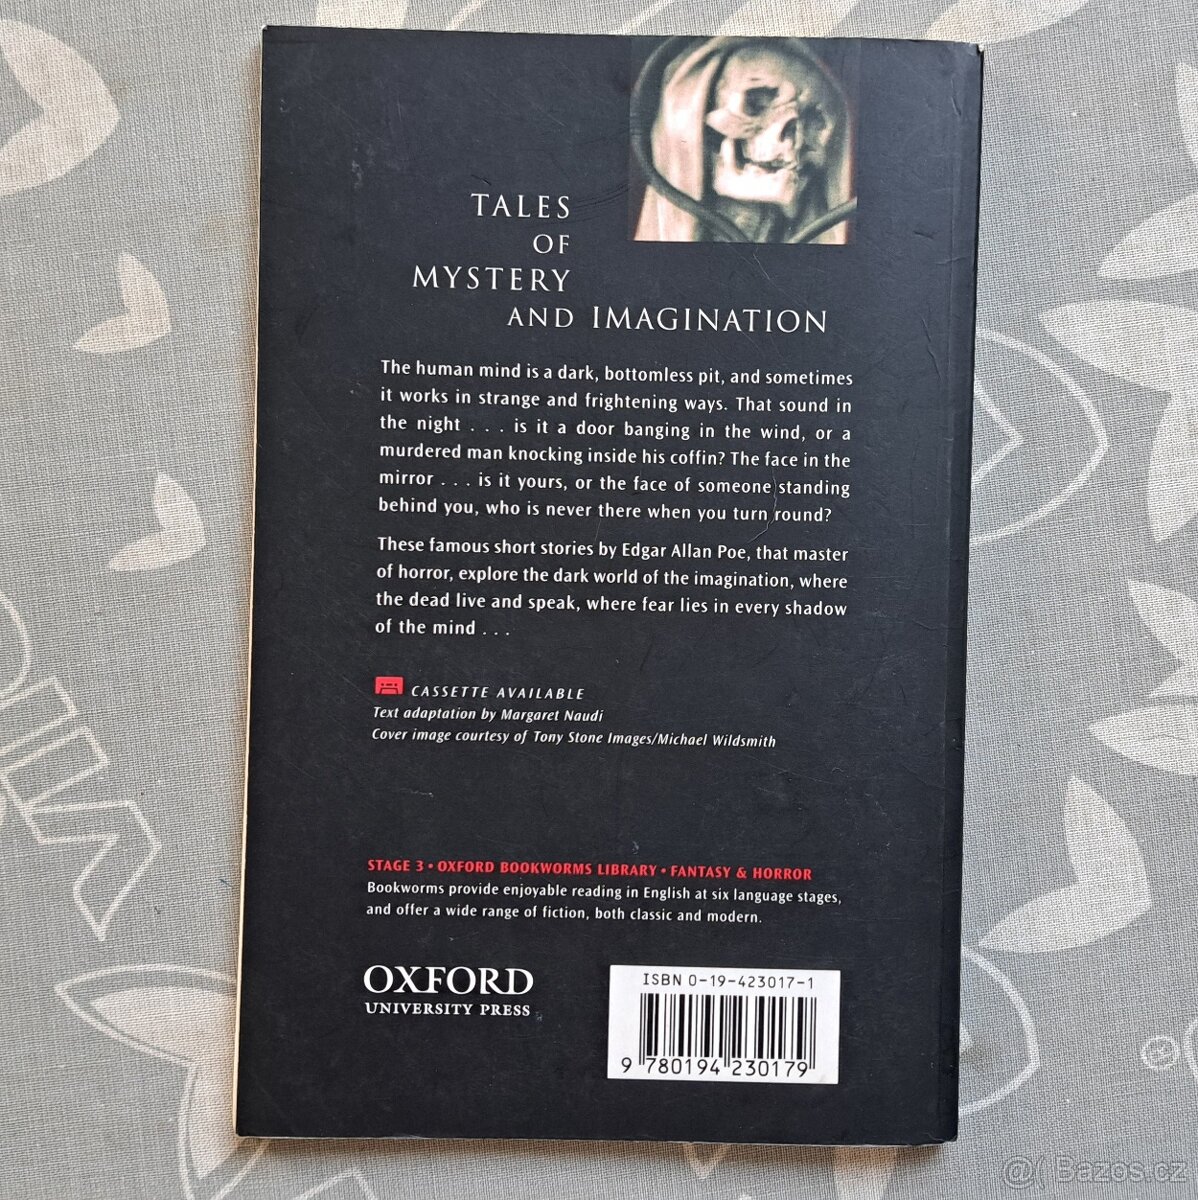 TALES
OF
MYSTERY
AND IMAGINATION
The human mind is a dark, bottomless pit, and sometimes
it works in strange and frightening ways. That sound in
the night . . . is it a door banging in the wind, or a
murdered man knocking inside his coffin? The face in the
mirror . . . is it yours, or the face of someone standing
behind you, who is never there when you turn round?
These famous short stories by Edgar Allan Poe, that master
of horror, explore the dark world of the imagination, where
the dead live and speak, where fear lies in every shadow
of the mind . . .
CASSETTE AVAILABLE
Text adaptation by Margaret Naudi
Cover image courtesy of Tony Stone Images/Michael Wildsmith
STAGE 3 • OXFORD BOOKWORMS LIBRARY • FANTASY & HORROR
Bookworms provide enjoyable reading in English at six language stages,
and offer a wide range of fiction, both classic and modern.
OXFORD
UNIVERSITY PRESS
ISBN 0-19-423017-1
9 780194 230179
Bazos.cz